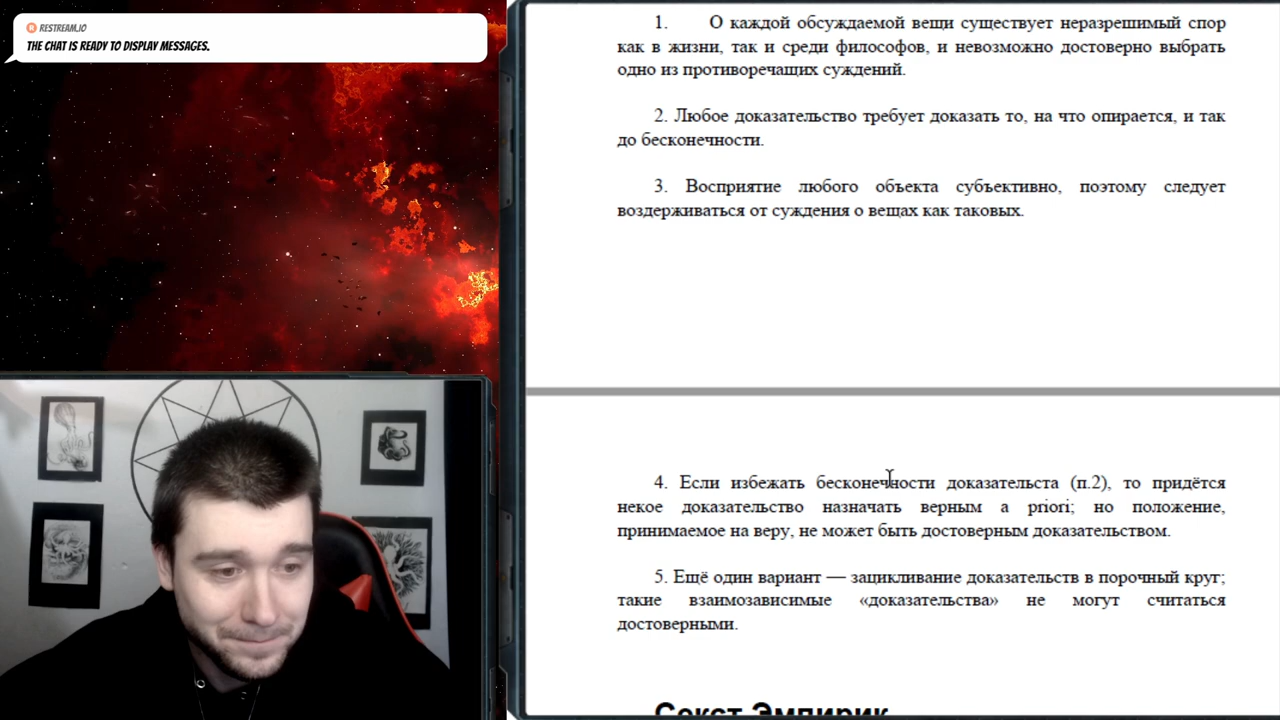 RESTREAM.IO
THE CHAT IS READY TO DISPLAY MESSAGES.
1. О каждой обсуждаемой вещи существует неразрешимый спор
как в жизни, так и среди философов, и невозможно достоверно выбрать
одно из противоречащих суждений.
2. Любое доказательство требует доказать то, на что опирается, и так
до бесконечности.
3. Восприятие любого объекта субъективно, поэтому следует
воздерживаться от суждения о вещах как таковых.
4. Если избежать бесконечности доказательста (п.2), то придётся
некое доказательство назначать верным a priori; но положение,
принимаемое на веру, не может быть достоверным доказательством.
5. Ещё один вариант — зацикливание доказательств в порочный круг;
такие взаимозависимые «доказательства» не могут считаться
достоверными.
Секст Эмпирик